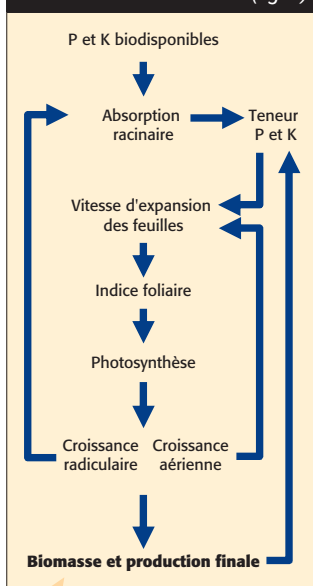 P et K biodisponibles
Absorption
racinaire
Teneur
P et K
Vitesse d'expansion
des feuilles
Indice foliaire
Photosynthèse
Croissance
radiculaire
Croissance
aérienne
Biomasse et production finale